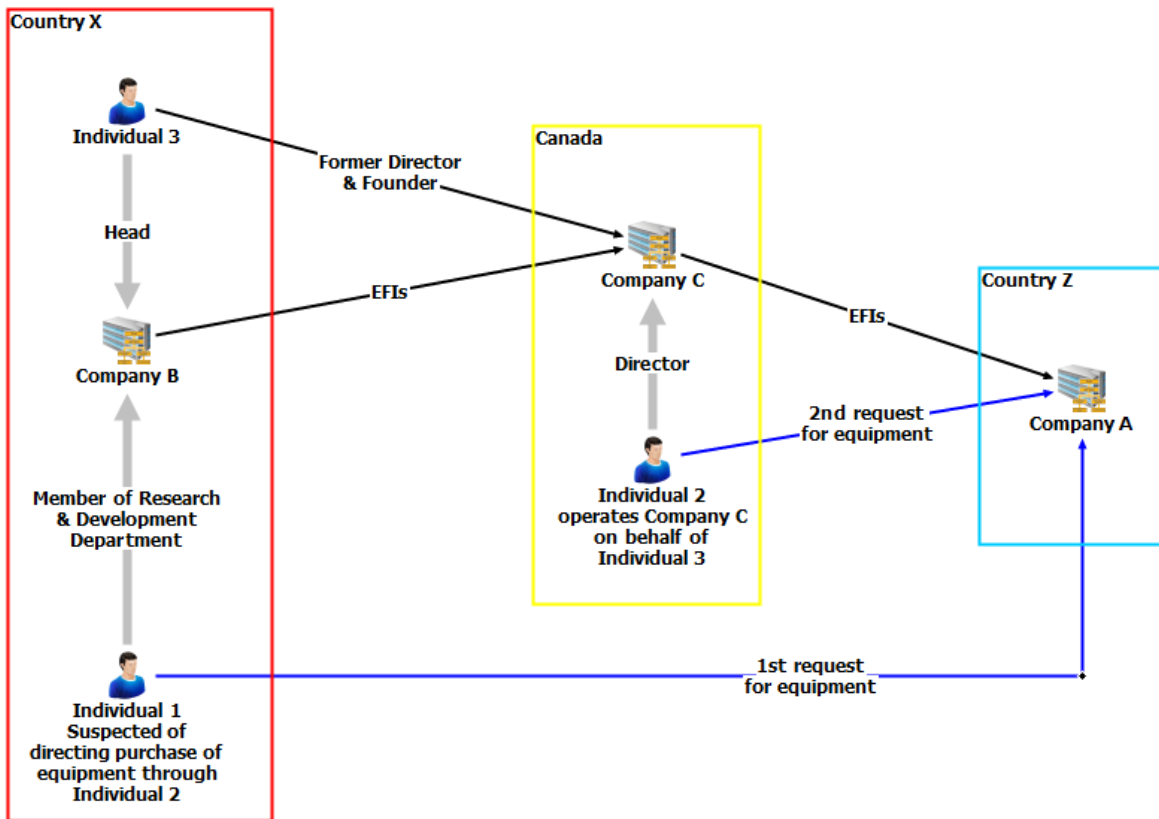 Country X
Individual 3
Head
Company B
Member of Research
& Development
Department
Individual 1
Suspected of
directing purchase of
equipment through
Individual 2
Former Director
& Founder
EFIs
Canada
Company C
Director
Individual 2
operates Company C
on behalf of
Individual 3
EFIs
2nd request
for equipment
1st request
for equipment
Country Z
Company A